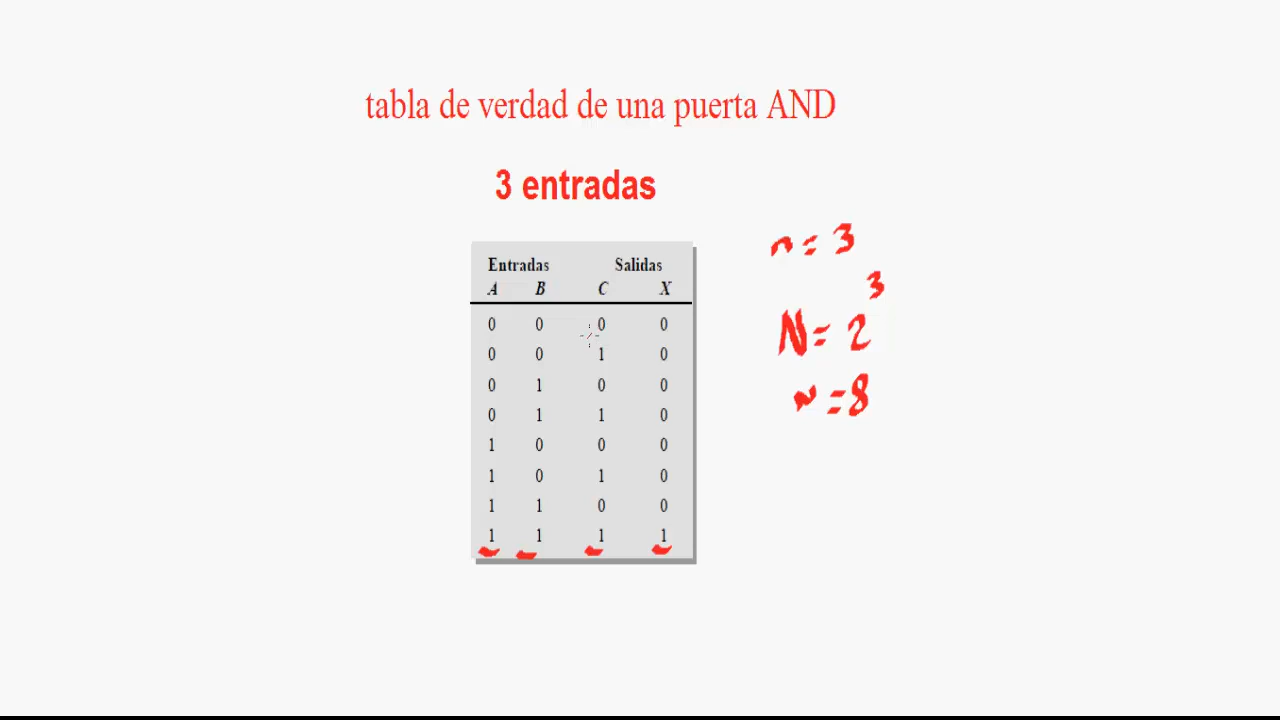 tabla de verdad de una puerta AND
3 entradas
Entradas Salidas
A B C X
0 0 0 0
0 0 1 0
0 1 0 0
0 1 1 0
1 0 0 0
1 0 1 0
1 1 0 0
1 1 1 1
n = 3
N = 2³
N = 8